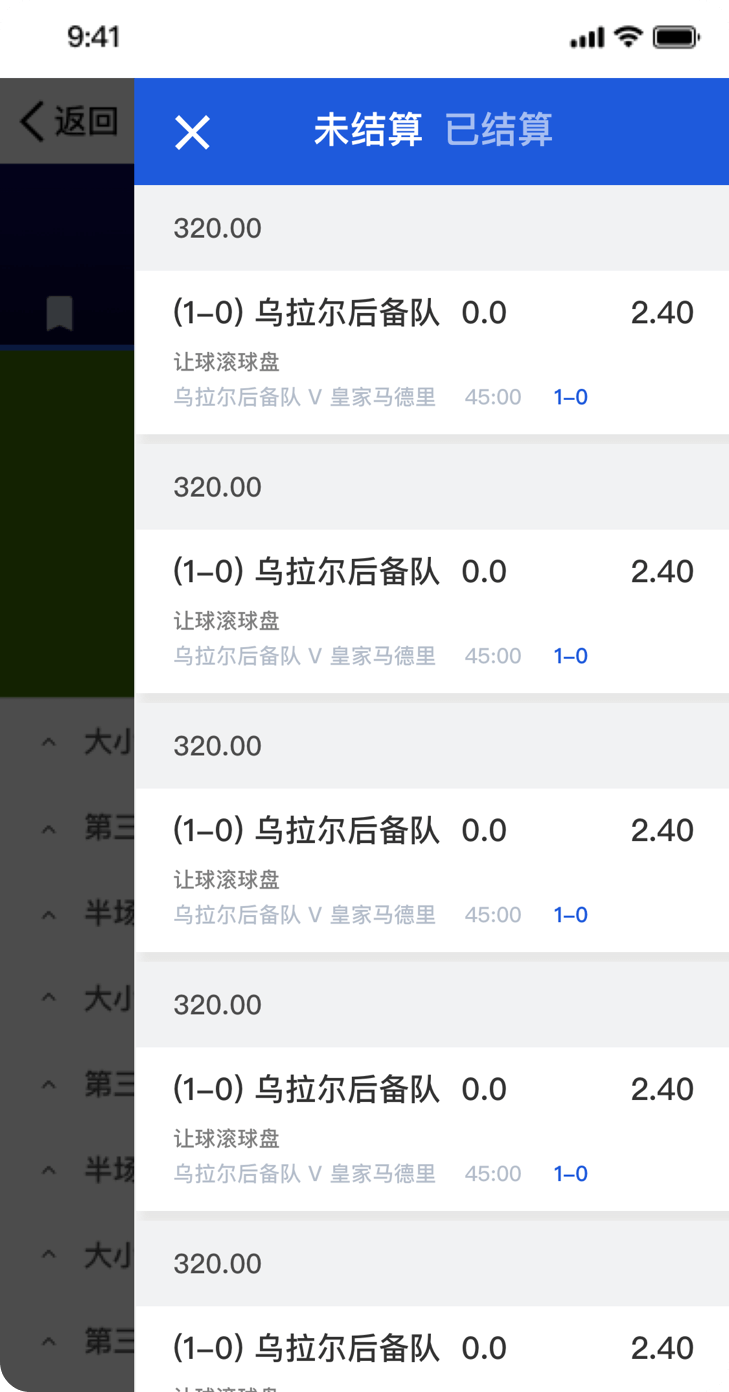 9:41
返回
未结算 已结算
320.00
(1–0) 乌拉尔后备队 0.0 2.40
让球滚球盘
乌拉尔后备队 V 皇家马德里 45:00 1–0
320.00
(1–0) 乌拉尔后备队 0.0 2.40
让球滚球盘
乌拉尔后备队 V 皇家马德里 45:00 1–0
大小
320.00
第三
(1–0) 乌拉尔后备队 0.0 2.40
让球滚球盘
半场
乌拉尔后备队 V 皇家马德里 45:00 1–0
大小
320.00
第三
(1–0) 乌拉尔后备队 0.0 2.40
让球滚球盘
半场
乌拉尔后备队 V 皇家马德里 45:00 1–0
大小
320.00
第三
(1–0) 乌拉尔后备队 0.0 2.40